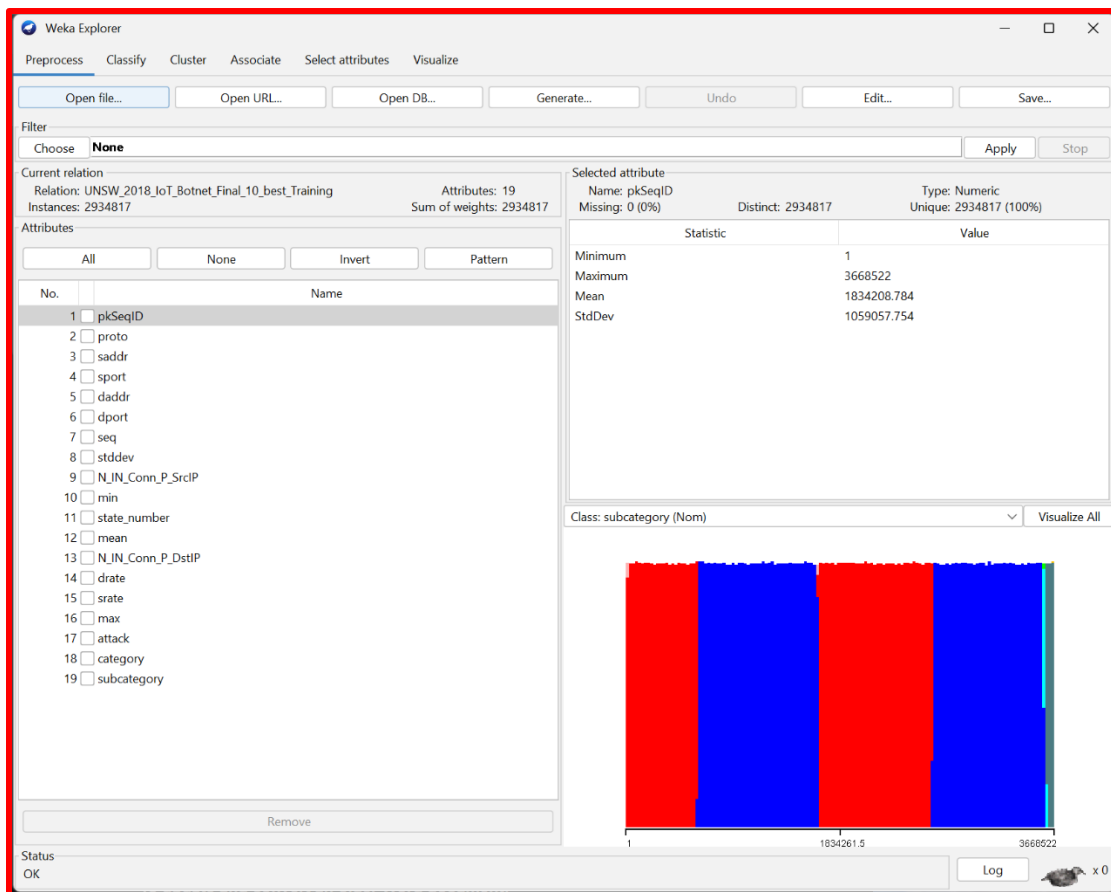 Weka Explorer
Preprocess Classify Cluster Associate Select attributes Visualize
Open file... Open URL... Open DB... Generate... Undo Edit... Save...
Filter
Choose None Apply Stop
Current relation
Relation: UNSW_2018_IoT_Botnet_Final_10_best_Training Attributes: 19
Instances: 2934817 Sum of weights: 2934817
Attributes
All None Invert Pattern
No. Name
1 pkSeqID
2 proto
3 saddr
4 sport
5 daddr
6 dport
7 seq
8 stddev
9 N_IN_Conn_P_SrcIP
10 min
11 state_number
12 mean
13 N_IN_Conn_P_DstIP
14 drate
15 srate
16 max
17 attack
18 category
19 subcategory
Remove
Selected attribute
Name: pkSeqID Type: Numeric
Missing: 0 (0%) Distinct: 2934817 Unique: 2934817 (100%)
Statistic Value
Minimum 1
Maximum 3668522
Mean 1834208.784
StdDev 1059057.754
Class: subcategory (Nom) Visualize All
1 1834261.5 3668522
Status
OK Log x 0